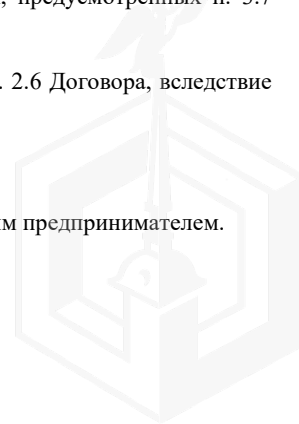 предусмотренных п. 3.7
2.6 Договора, вследствие
предпринимателем.